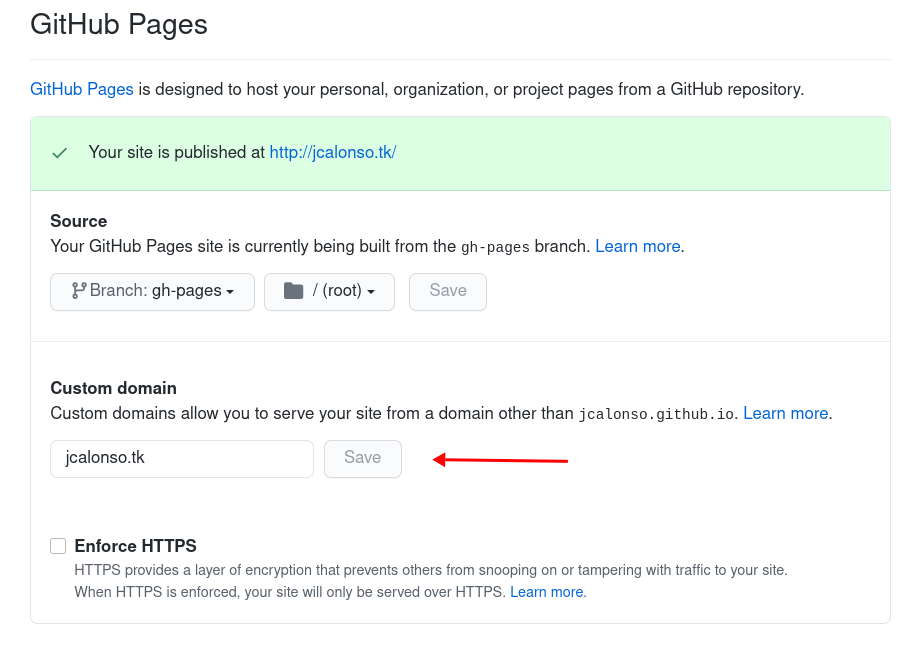 GitHub Pages
GitHub Pages is designed to host your personal, organization, or project pages from a GitHub repository.
Your site is published at http://jcalonso.tk/
Source
Your GitHub Pages site is currently being built from the gh-pages branch. Learn more.
Branch: gh-pages / (root) Save
Custom domain
Custom domains allow you to serve your site from a domain other than jcalonso.github.io. Learn more.
jcalonso.tk Save
Enforce HTTPS
HTTPS provides a layer of encryption that prevents others from snooping on or tampering with traffic to your site.
When HTTPS is enforced, your site will only be served over HTTPS. Learn more.